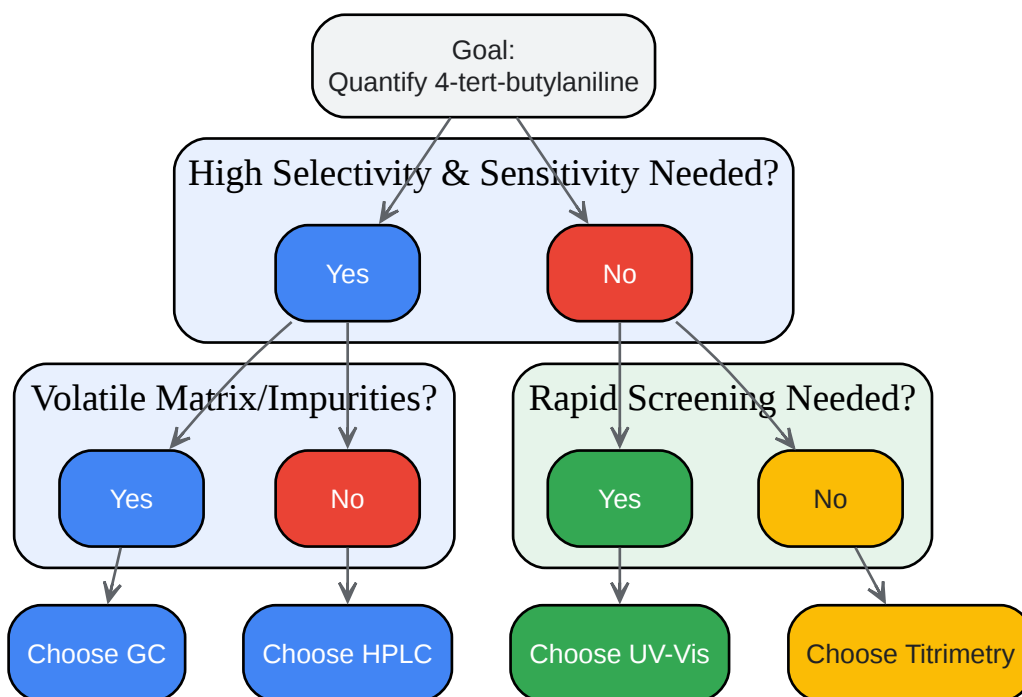 Goal:
Quantify 4-tert-butylaniline
High Selectivity & Sensitivity Needed?
Yes
No
Volatile Matrix/Impurities?
Rapid Screening Needed?
Yes
No
Yes
No
Choose GC
Choose HPLC
Choose UV-Vis
Choose Titrimetry